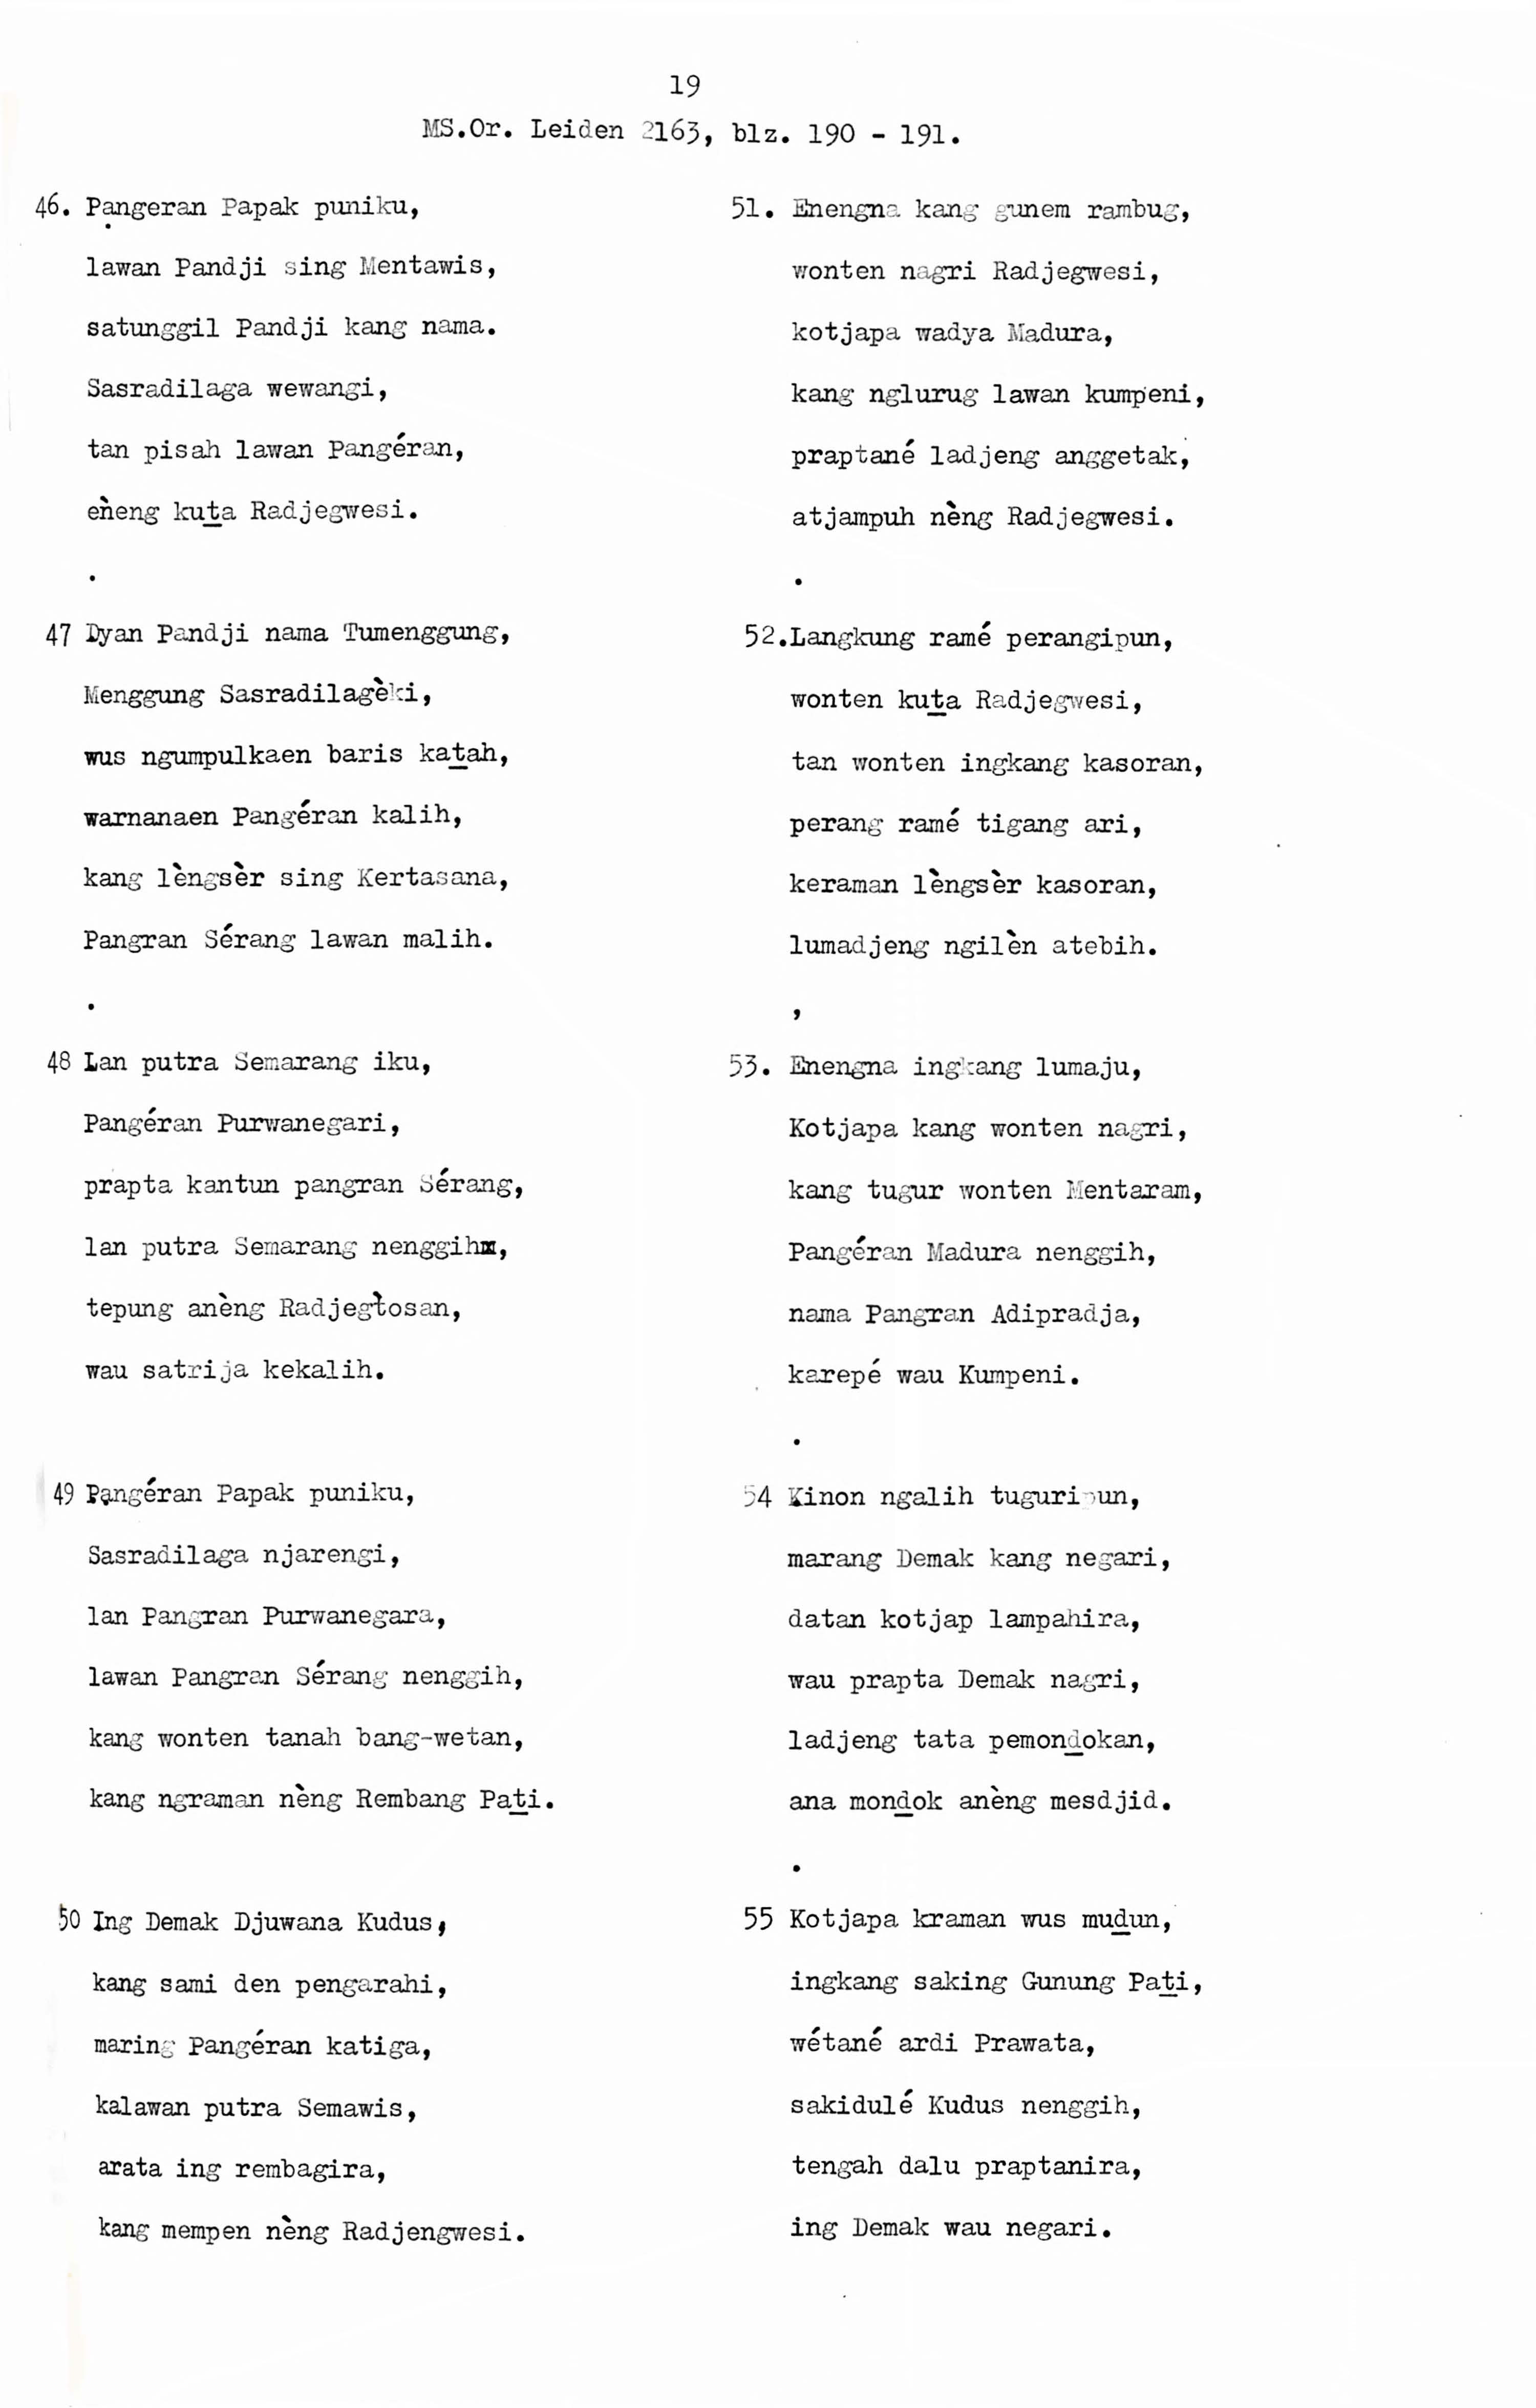 19
MS.Or. Leiden 2163, blz. 190 - 191.
46. Pangeran Papak puniku,
lawan Pandji sing Mentawis,
satunggil Pandji kang nama.
Sasradilaga wewangi,
tan pisah lawan Pangéran,
eǹeng kuṯa Radjegwesi.
.
47 Dyan Pandji nama Tumenggung,
Menggung Sasradilagèki,
wus ngumpulkaen baris kaṯah,
warnanaen Pangéran kalih,
kang lèngsèr sing Kertasana,
Pangran Sérang lawan malih.
.
48 Lan putra Semarang iku,
Pangéran Purwanegari,
prapta kantun pangran Sérang,
lan putra Semarang nenggih,
tepung anèng Radjegtosan,
wau satrija kekalih.
49 Pangéran Papak puniku,
Sasradilaga njarengi,
lan Pangran Purwanegara,
lawan Pangran Sérang nenggih,
kang wonten tanah bang-wetan,
kang ngraman nèng Rembang Paṯi.
50 Ing Demak Djuwana Kudus,
kang sami den pengarahi,
maring Pangéran katiga,
kalawan putra Semawis,
arata ing rembagira,
kang mempen nèng Radjengwesi.
51. Enengna kang gunem rambug,
wonten nagri Radjegwesi,
kotjapa wadya Madura,
kang nglurug lawan kumpeni,
praptané ladjeng anggetak,
atjampuh nèng Radjegwesi.
.
52.Langkung ramé perangipun,
wonten kuṯa Radjegwesi,
tan wonten ingkang kasoran,
perang ramé tigang ari,
keraman lèngsèr kasoran,
lumadjeng ngilèn atebih.
,
53. Enengna ingkang lumaju,
Kotjapa kang wonten nagri,
kang tugur wonten Mentaram,
Pangéran Madura nenggih,
nama Pangran Adipradja,
karepé wau Kumpeni.
.
54 Kinon ngalih tuguripun,
marang Demak kang negari,
datan kotjap lampahira,
wau prapta Demak nagri,
ladjeng tata pemonḏokan,
ana monḏok anèng mesdjid.
.
55 Kotjapa kraman wus muḏun,
ingkang saking Gunung Paṯi,
wétané ardi Prawata,
sakidulé Kudus nenggih,
tengah dalu praptanira,
ing Demak wau negari.